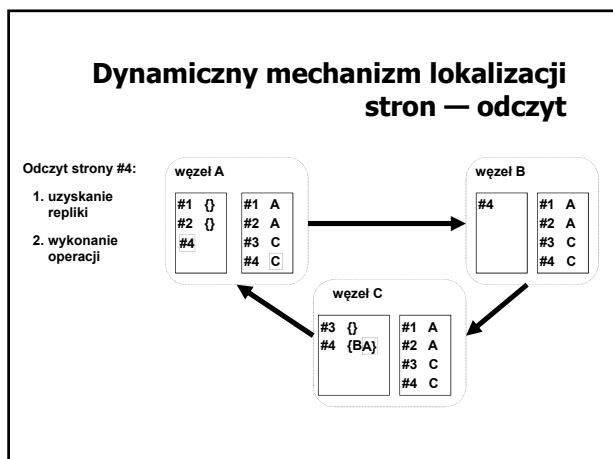 Dynamiczny mechanizm lokalizacji
stron — odczyt
Odczyt strony #4:
1. uzyskanie
repliki
2. wykonanie
operacji
węzeł A
#1 {}
#2 {}
#4
#1 A
#2 A
#3 C
#4 C
węzeł B
#4
#1 A
#2 A
#3 C
#4 C
węzeł C
#3 {}
#4 {BA}
#1 A
#2 A
#3 C
#4 C